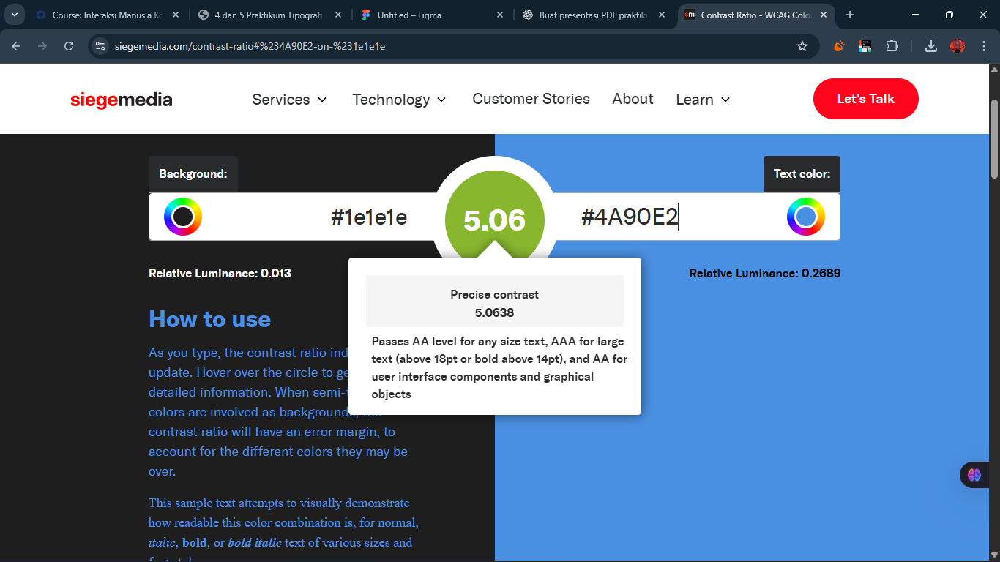 Course: Interaksi Manusia Ko
4 dan 5 Praktikum Tipografi
Untitled – Figma
Buat presentasi PDF praktiku
Contrast Ratio - WCAG Colo
siegemedia.com/contrast-ratio#%234A90E2-on-%231e1e1e
siegemedia
Services
Technology
Customer Stories
About
Learn
Let's Talk
Background:
Text color:
#1e1e1e
5.06
#4A90E2
Relative Luminance: 0.013
Relative Luminance: 0.2689
Precise contrast
5.0638
Passes AA level for any size text, AAA for large
text (above 18pt or bold above 14pt), and AA for
user interface components and graphical
objects
How to use
As you type, the contrast ratio ind
update. Hover over the circle to ge
detailed information. When semi-t
colors are involved as backgrounds, the
contrast ratio will have an error margin, to
account for the different colors they may be
over.
This sample text attempts to visually demonstrate
how readable this color combination is, for normal,
italic, bold, or bold italic text of various sizes and